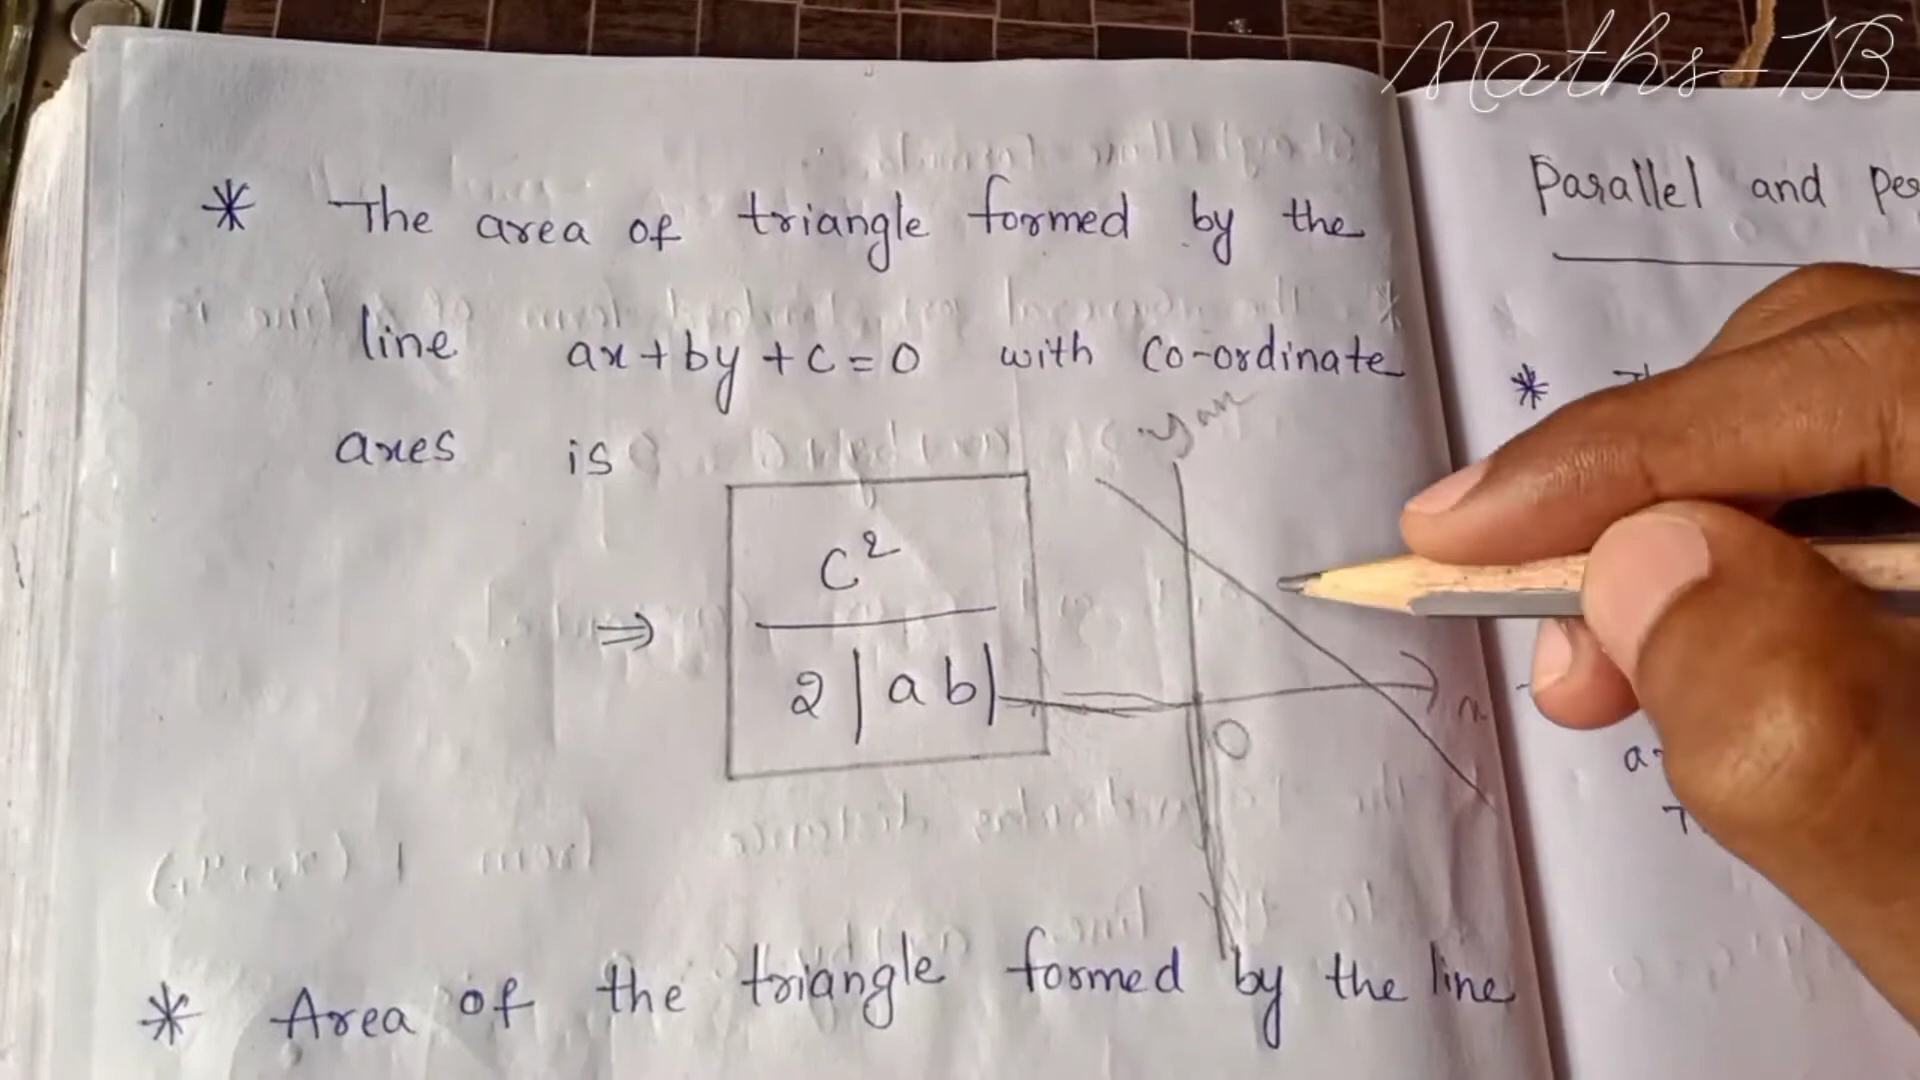 Maths-1B
* The area of triangle formed by the
line ax+by+c=0 with co-ordinate
axes is
⇒ c²
2|ab|
O
x
* Area of the triangle formed by the line
Parallel and
*